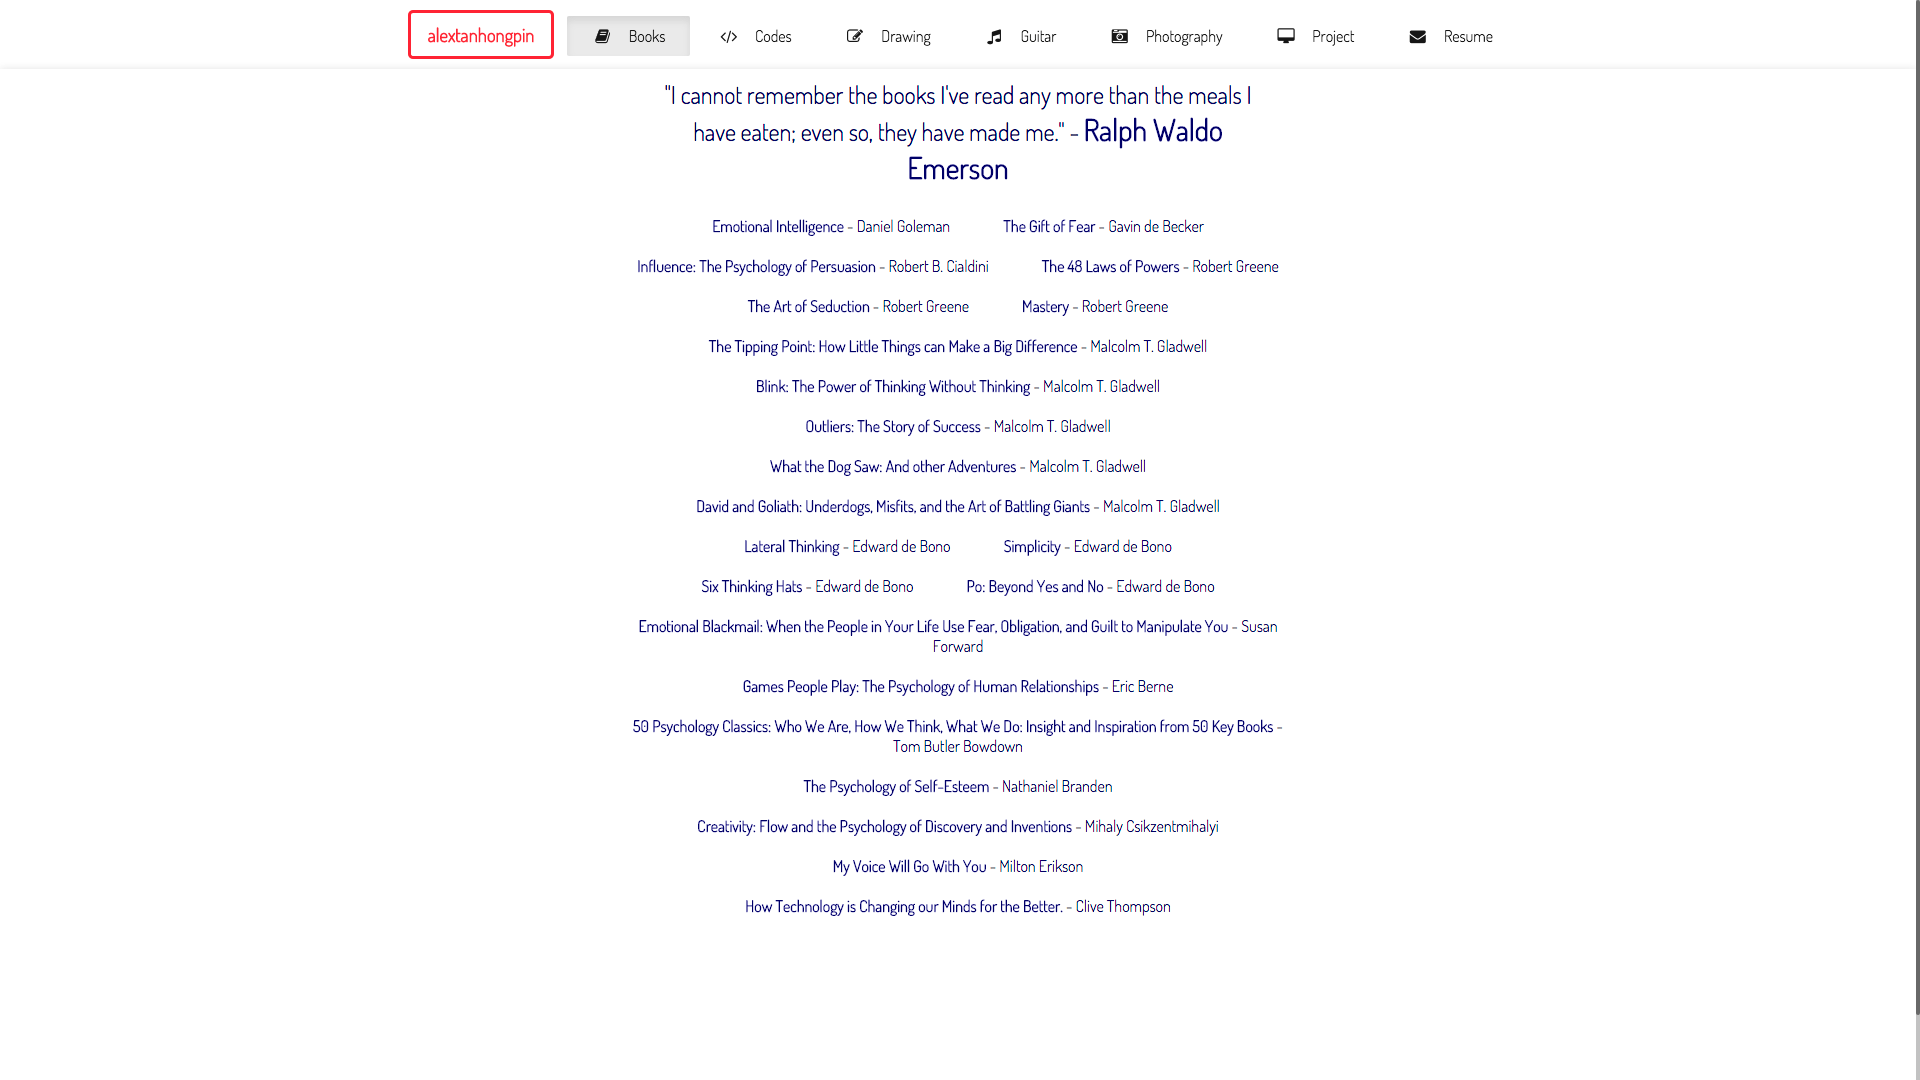 alextanhongpin Books Codes Drawing Guitar Photography Project Resume
"I cannot remember the books I've read any more than the meals I
have eaten; even so, they have made me." - Ralph Waldo
Emerson
Emotional Intelligence - Daniel Goleman The Gift of Fear - Gavin de Becker
Influence: The Psychology of Persuasion - Robert B. Cialdini The 48 Laws of Powers - Robert Greene
The Art of Seduction - Robert Greene Mastery - Robert Greene
The Tipping Point: How Little Things can Make a Big Difference - Malcolm T. Gladwell
Blink: The Power of Thinking Without Thinking - Malcolm T. Gladwell
Outliers: The Story of Success - Malcolm T. Gladwell
What the Dog Saw: And other Adventures - Malcolm T. Gladwell
David and Goliath: Underdogs, Misfits, and the Art of Battling Giants - Malcolm T. Gladwell
Lateral Thinking - Edward de Bono Simplicity - Edward de Bono
Six Thinking Hats - Edward de Bono Po: Beyond Yes and No - Edward de Bono
Emotional Blackmail: When the People in Your Life Use Fear, Obligation, and Guilt to Manipulate You - Susan
Forward
Games People Play: The Psychology of Human Relationships - Eric Berne
50 Psychology Classics: Who We Are, How We Think, What We Do: Insight and Inspiration from 50 Key Books -
Tom Butler Bowdown
The Psychology of Self-Esteem - Nathaniel Branden
Creativity: Flow and the Psychology of Discovery and Inventions - Mihaly Csikzentmihalyi
My Voice Will Go With You - Milton Erikson
How Technology is Changing our Minds for the Better. - Clive Thompson